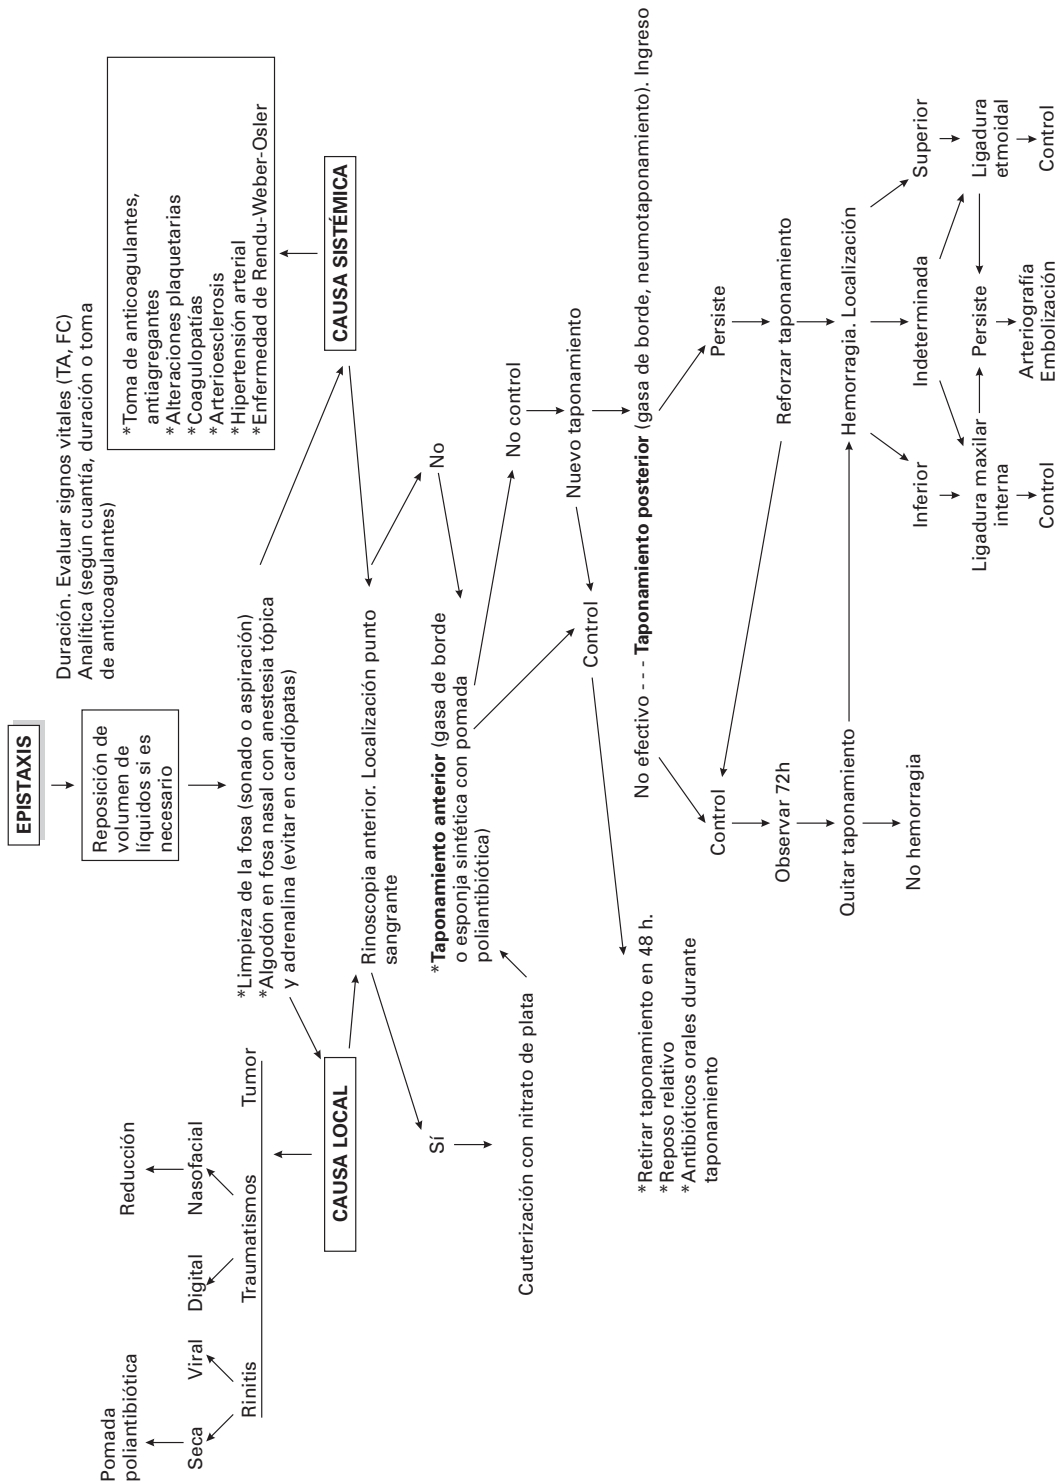 EPISTAXIS
Reposición de
volumen de
líquidos si es
necesario
Duración. Evaluar signos vitales (TA, FC)
Analítica (según cuantía, duración o toma
de anticoagulantes)
*Limpieza de la fosa (sonado o aspiración)
*Algodón en fosa nasal con anestesia tópica
y adrenalina (evitar en cardiópatas)
Pomada
poliantibiótica
Reducción
Seca
Viral
Digital
Nasofacial
Rinitis
Traumatismos
Tumor
CAUSA LOCAL
*Toma de anticoagulantes,
antiagregantes
*Alteraciones plaquetarias
*Coagulopatías
*Arterioesclerosis
*Hipertensión arterial
*Enfermedad de Rendu-Weber-Osler
CAUSA SISTÉMICA
Rinoscopia anterior. Localización punto
sangrante
Sí
No
*Taponamiento anterior (gasa de borde
o esponja sintética con pomada
poliantibiótica)
Cauterización con nitrato de plata
No control
Nuevo taponamiento
Control
*Retirar taponamiento en 48 h.
*Reposo relativo
*Antibióticos orales durante
taponamiento
No efectivo - - - Taponamiento posterior (gasa de borde, neumotaponamiento). Ingreso
Control
Persiste
Observar 72h
Reforzar taponamiento
Quitar taponamiento
Hemorragia. Localización
No hemorragia
Inferior
Indeterminada
Superior
Ligadura maxilar
interna
Persiste
Ligadura
etmoidal
Control
Arteriografía
Embolización
Control